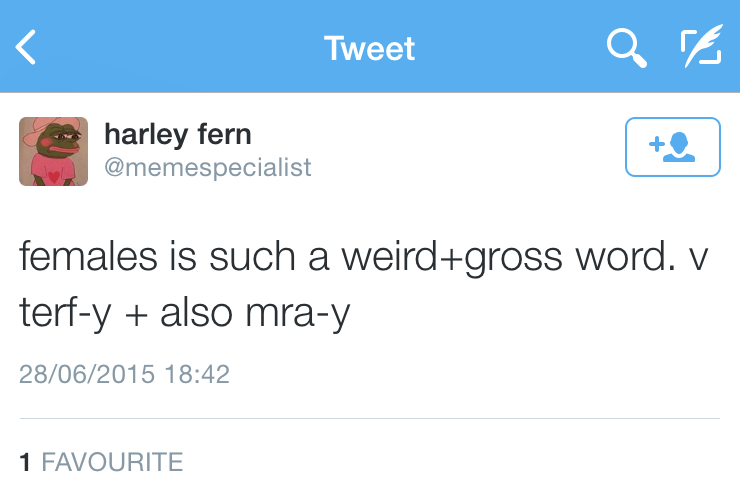 Tweet
harley fern
@memespecialist
females is such a weird+gross word. v
terf-y + also mra-y
28/06/2015 18:42
1 FAVOURITE